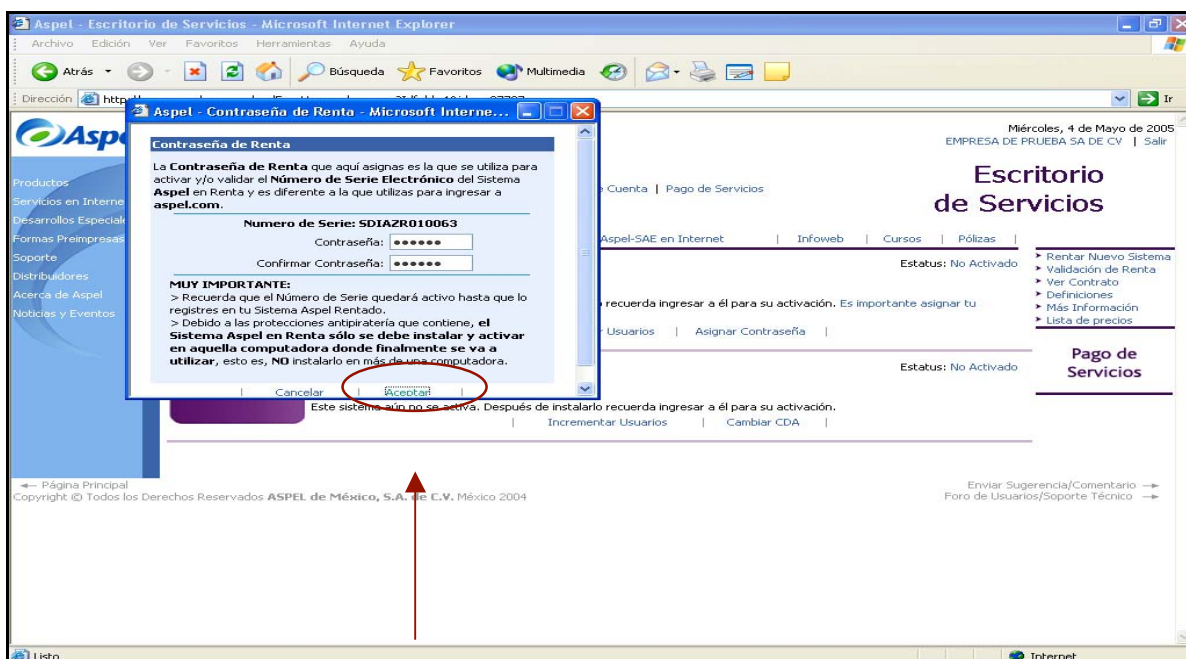 Aspel - Escritorio de Servicios - Microsoft Internet Explorer
Archivo Edición Ver Favoritos Herramientas Ayuda
Atrás Búsqueda Favoritos Multimedia
Dirección Ir
Aspel - Contraseña de Renta - Microsoft Interne...
Contraseña de Renta
La Contraseña de Renta que aquí asignas es la que se utiliza para
activar y/o validar el Número de Serie Electrónico del Sistema
Aspel en Renta y es diferente a la que utilizas para ingresar a
aspel.com.
Numero de Serie: SDIAZR010063
Contraseña: ●●●●●●
Confirmar Contraseña: ●●●●●●
MUY IMPORTANTE:
> Recuerda que el Número de Serie quedará activo hasta que lo
registres en tu Sistema Aspel Rentado.
> Debido a las protecciones antipiratería que contiene, el
Sistema Aspel en Renta sólo se debe instalar y activar
en aquella computadora donde finalmente se va a
utilizar, esto es, NO instalarlo en más de una computadora.
| Cancelar | Aceptar |
Miércoles, 4 de Mayo de 2005
EMPRESA DE PRUEBA SA DE CV | Salir
Productos
Servicios en Interne
Desarrollos Especiale
Formas Preimpresas
Soporte
Distribuidores
Acerca de Aspel
Noticias y Eventos
Cuenta | Pago de Servicios
Escritorio
de Servicios
Aspel-SAE en Internet | Infoweb | Cursos | Pólizas |
Estatus: No Activado
recuerda ingresar a él para su activación. Es importante asignar tu
Usuarios | Asignar Contraseña |
Estatus: No Activado
Este sistema aún no se activa. Después de instalarlo recuerda ingresar a él para su activación.
| Incrementar Usuarios | Cambiar CDA |
Rentar Nuevo Sistema
Validación de Renta
Ver Contrato
Definiciones
Más Información
Lista de precios
Pago de
Servicios
Página Principal
Copyright © Todos los Derechos Reservados ASPEL de México, S.A. de C.V. México 2004
Enviar Sugerencia/Comentario
Foro de Usuarios/Soporte Técnico
Listo Internet